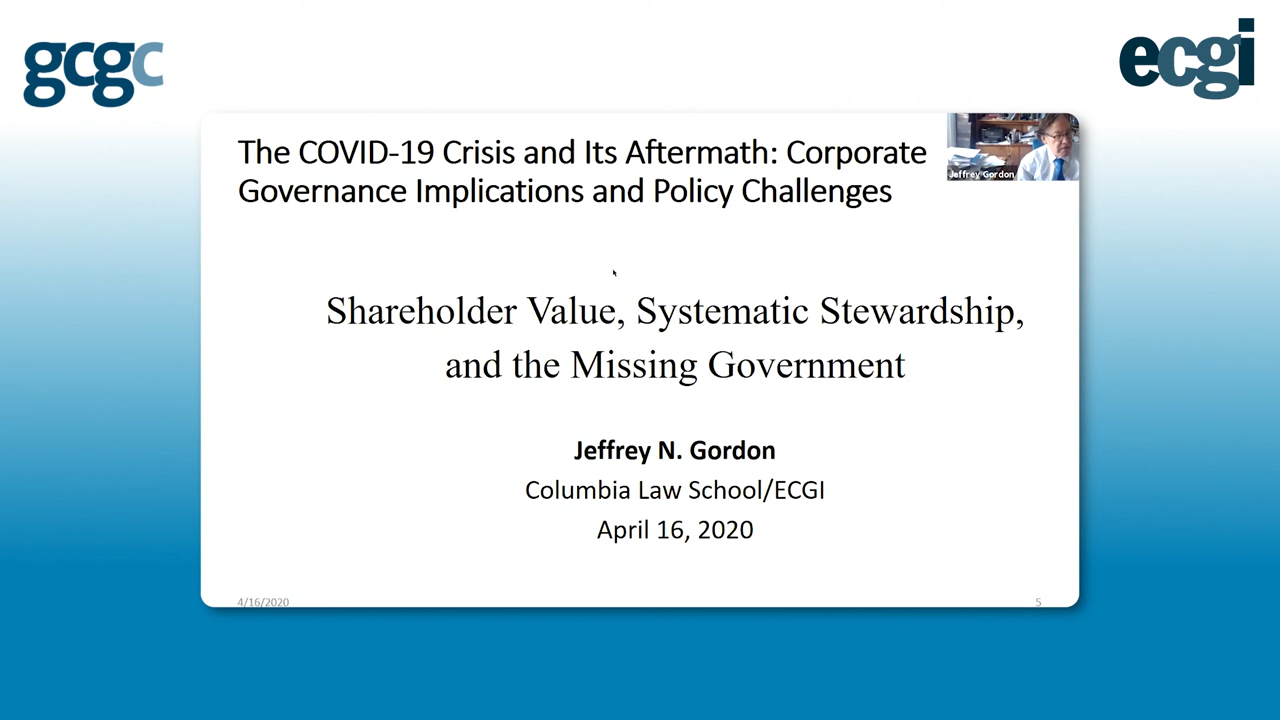 gcgc
ecgi
The COVID-19 Crisis and Its Aftermath: Corporate
Governance Implications and Policy Challenges
Jeffrey Gordon
Shareholder Value, Systematic Stewardship,
and the Missing Government
Jeffrey N. Gordon
Columbia Law School/ECGI
April 16, 2020
4/16/2020
5